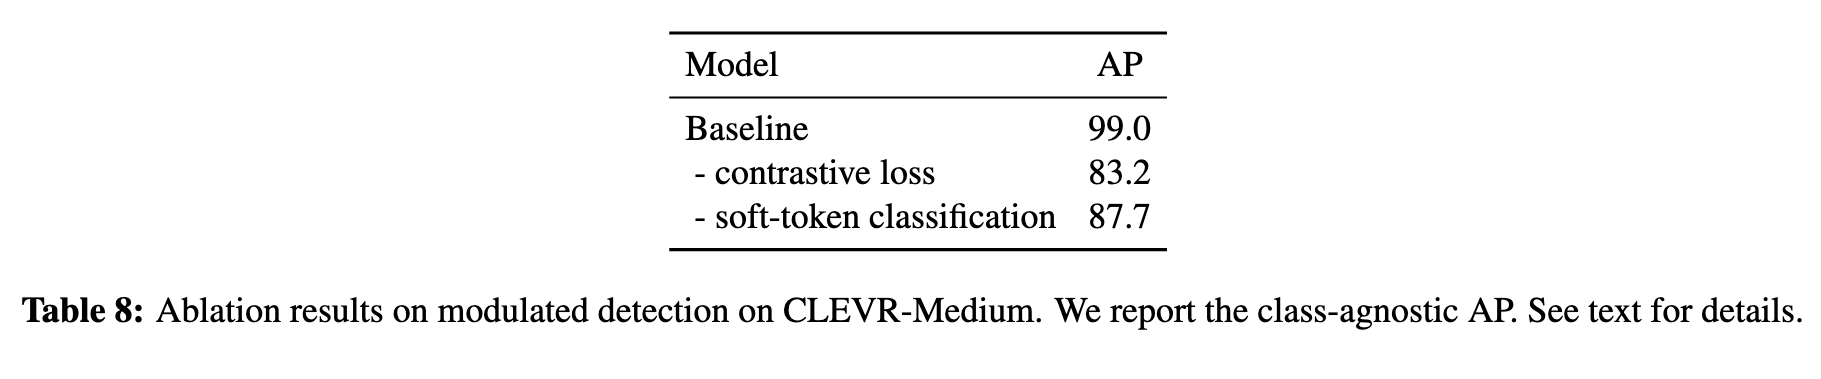 Model AP
Baseline 99.0
- contrastive loss 83.2
- soft-token classification 87.7
Table 8: Ablation results on modulated detection on CLEVR-Medium. We report the class-agnostic AP. See text for details.